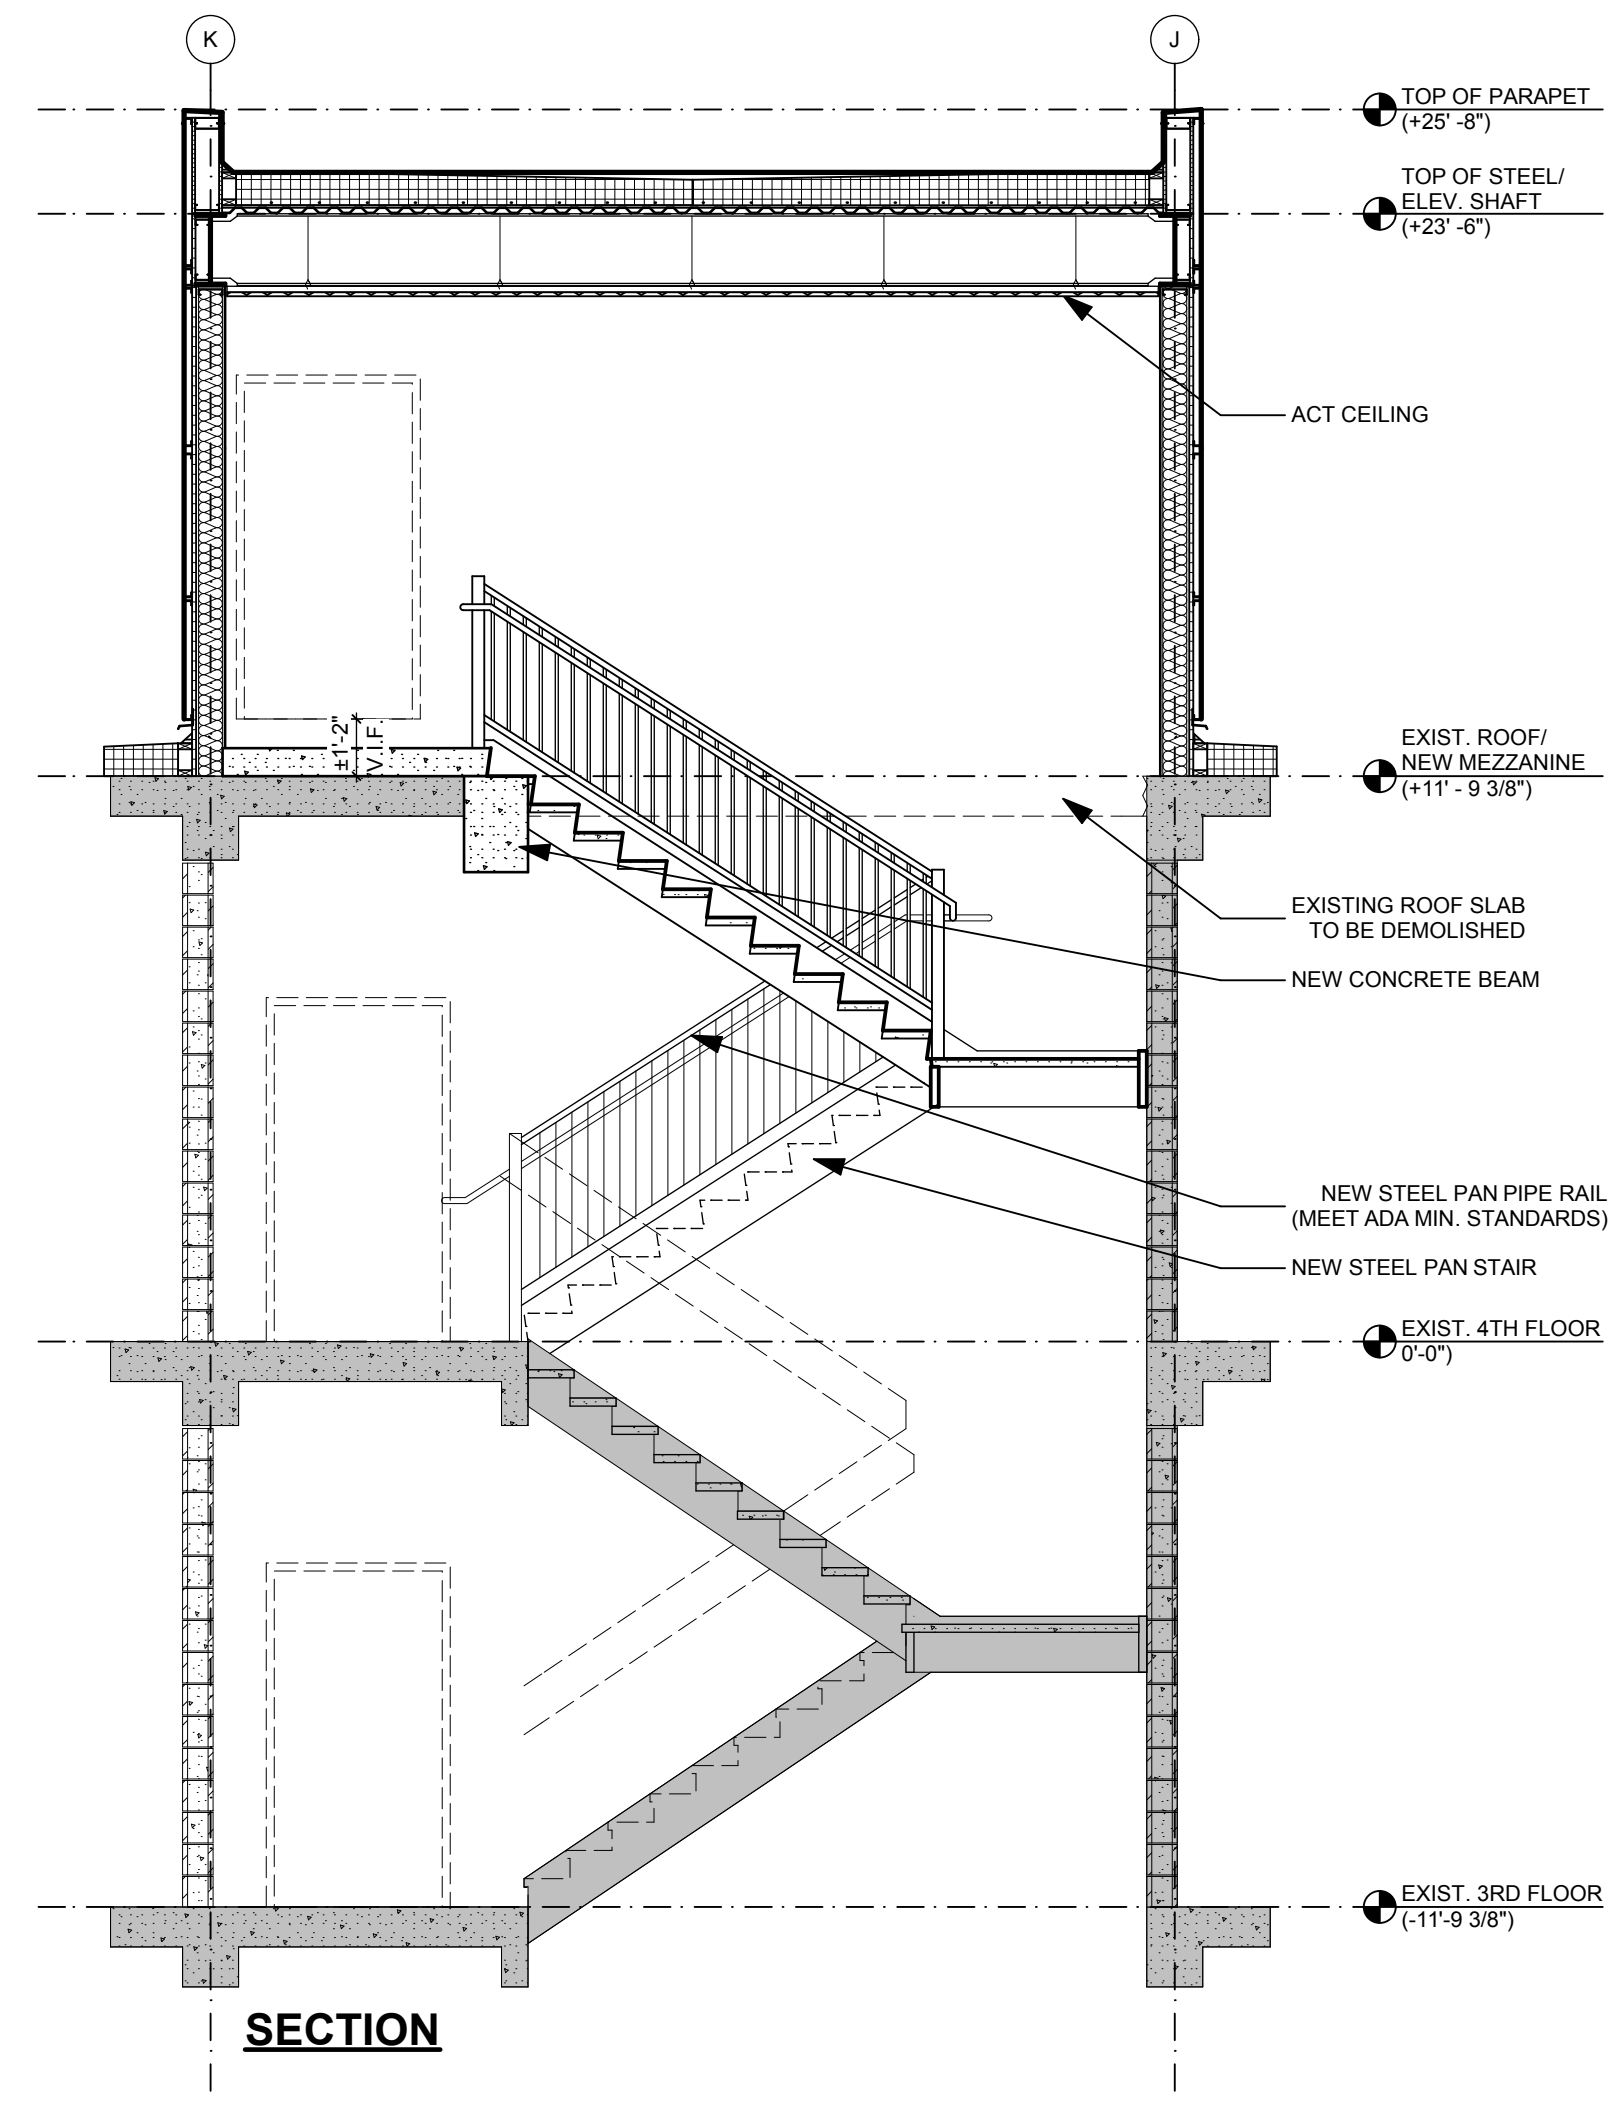 K
J
TOP OF PARAPET
(+25' -8")
TOP OF STEEL/
ELEV. SHAFT
(+23' -6")
ACT CEILING
±1'-2"
V.I.F.
EXIST. ROOF/
NEW MEZZANINE
(+11' - 9 3/8")
EXISTING ROOF SLAB
TO BE DEMOLISHED
NEW CONCRETE BEAM
NEW STEEL PAN PIPE RAIL
(MEET ADA MIN. STANDARDS)
NEW STEEL PAN STAIR
EXIST. 4TH FLOOR
0'-0")
EXIST. 3RD FLOOR
(-11'-9 3/8")
SECTION